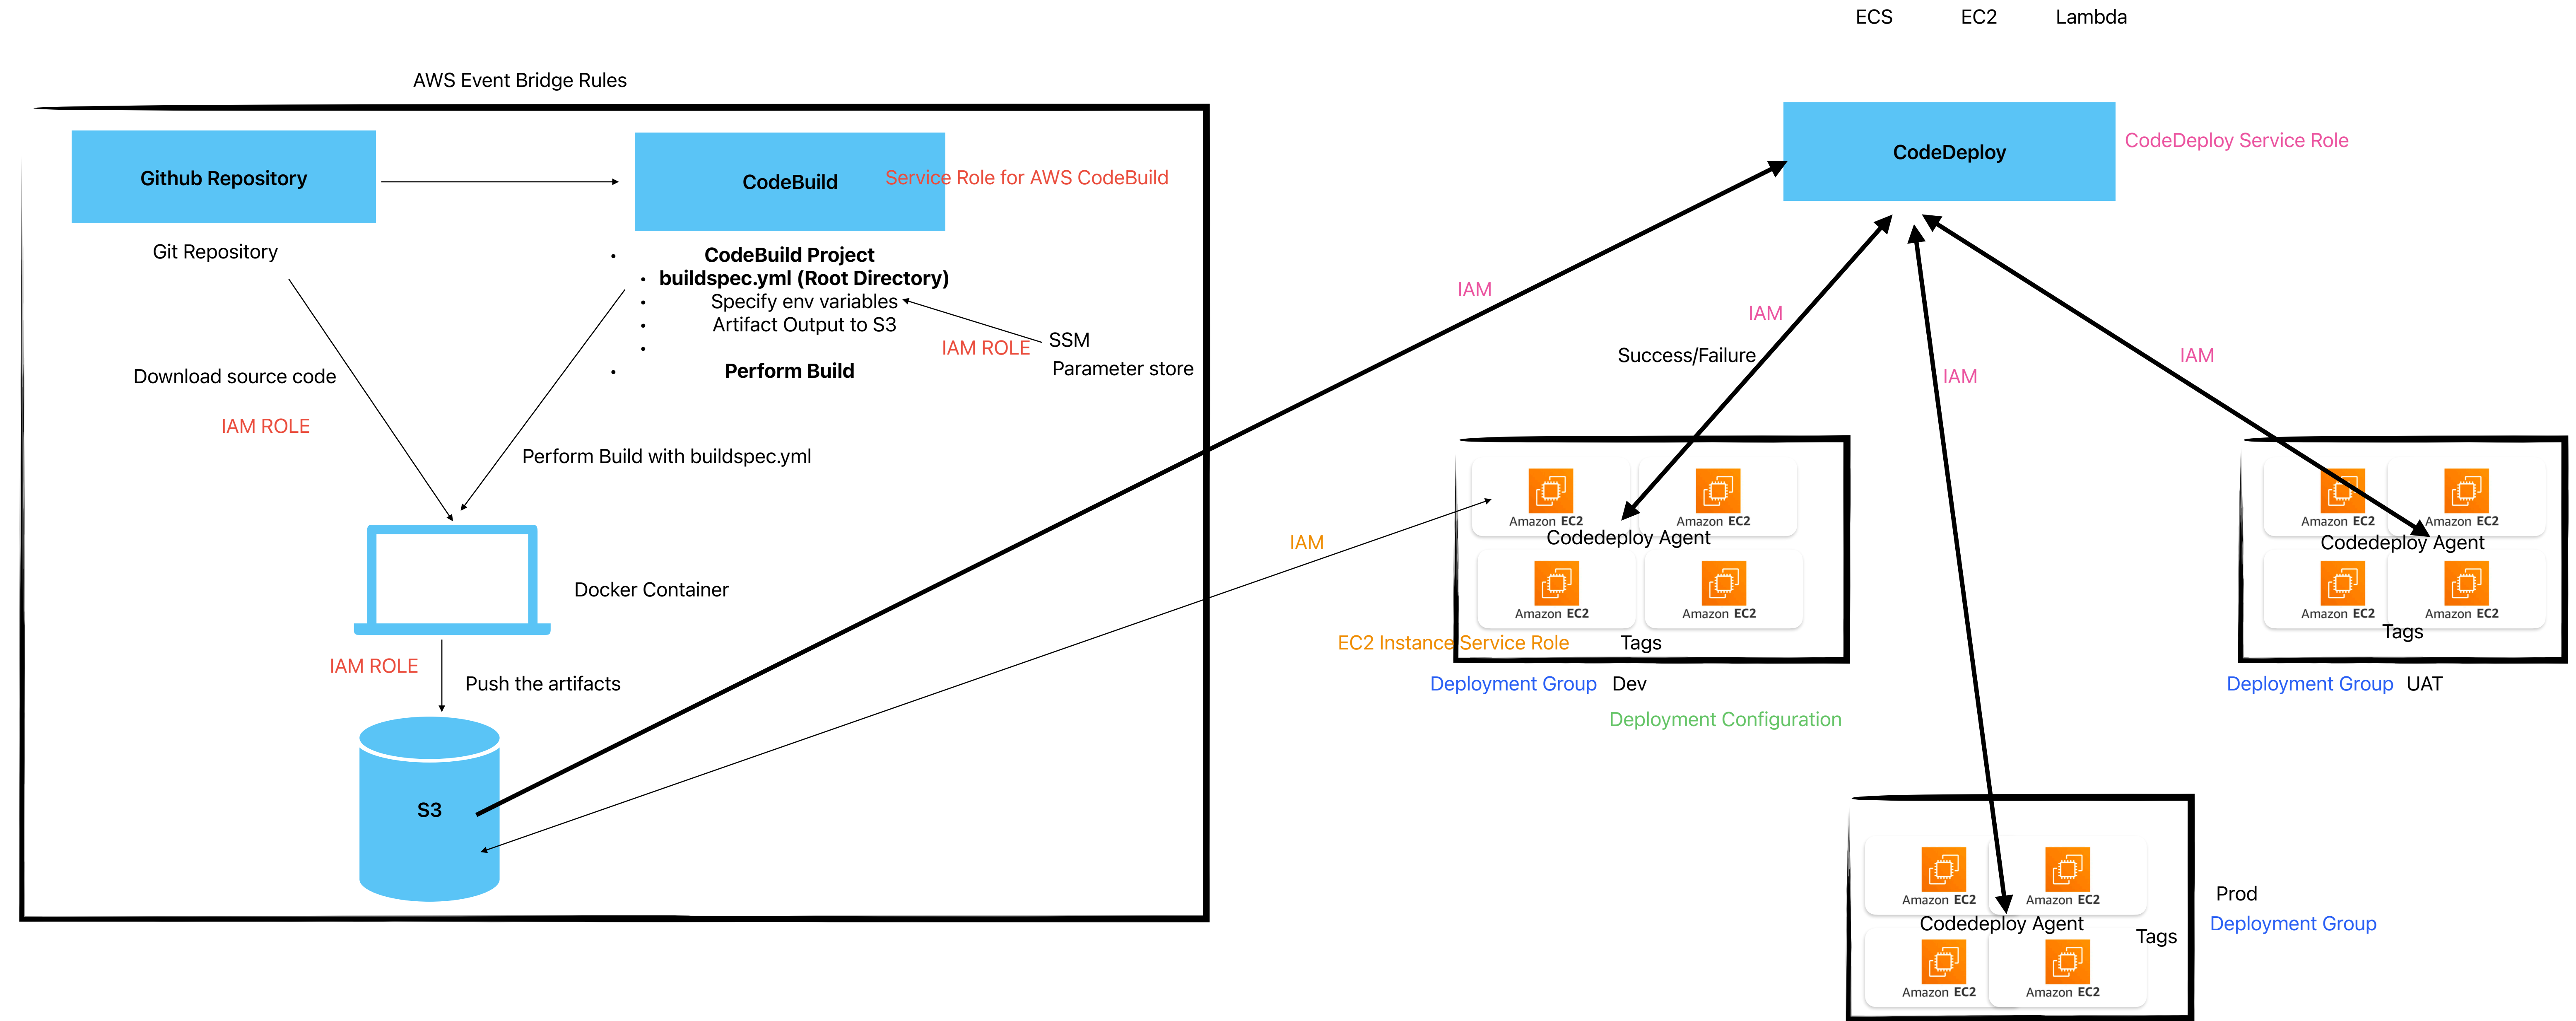 ECS EC2 Lambda
AWS Event Bridge Rules
Github Repository
CodeBuild
Service Role for AWS CodeBuild
Git Repository
• CodeBuild Project
• buildspec.yml (Root Directory)
• Specify env variables
• Artifact Output to S3
•
• Perform Build
IAM ROLE
SSM
Parameter store
Download source code
IAM ROLE
Perform Build with buildspec.yml
Docker Container
IAM ROLE
Push the artifacts
S3
CodeDeploy
CodeDeploy Service Role
IAM
IAM
Success/Failure
IAM
IAM
IAM
Amazon EC2
Amazon EC2
Codedeploy Agent
Amazon EC2
Amazon EC2
EC2 Instance Service Role
Tags
Deployment Group Dev
Deployment Configuration
Amazon EC2
Amazon EC2
Codedeploy Agent
Amazon EC2
Amazon EC2
Tags
Deployment Group UAT
Amazon EC2
Amazon EC2
Codedeploy Agent
Tags
Amazon EC2
Amazon EC2
Prod
Deployment Group